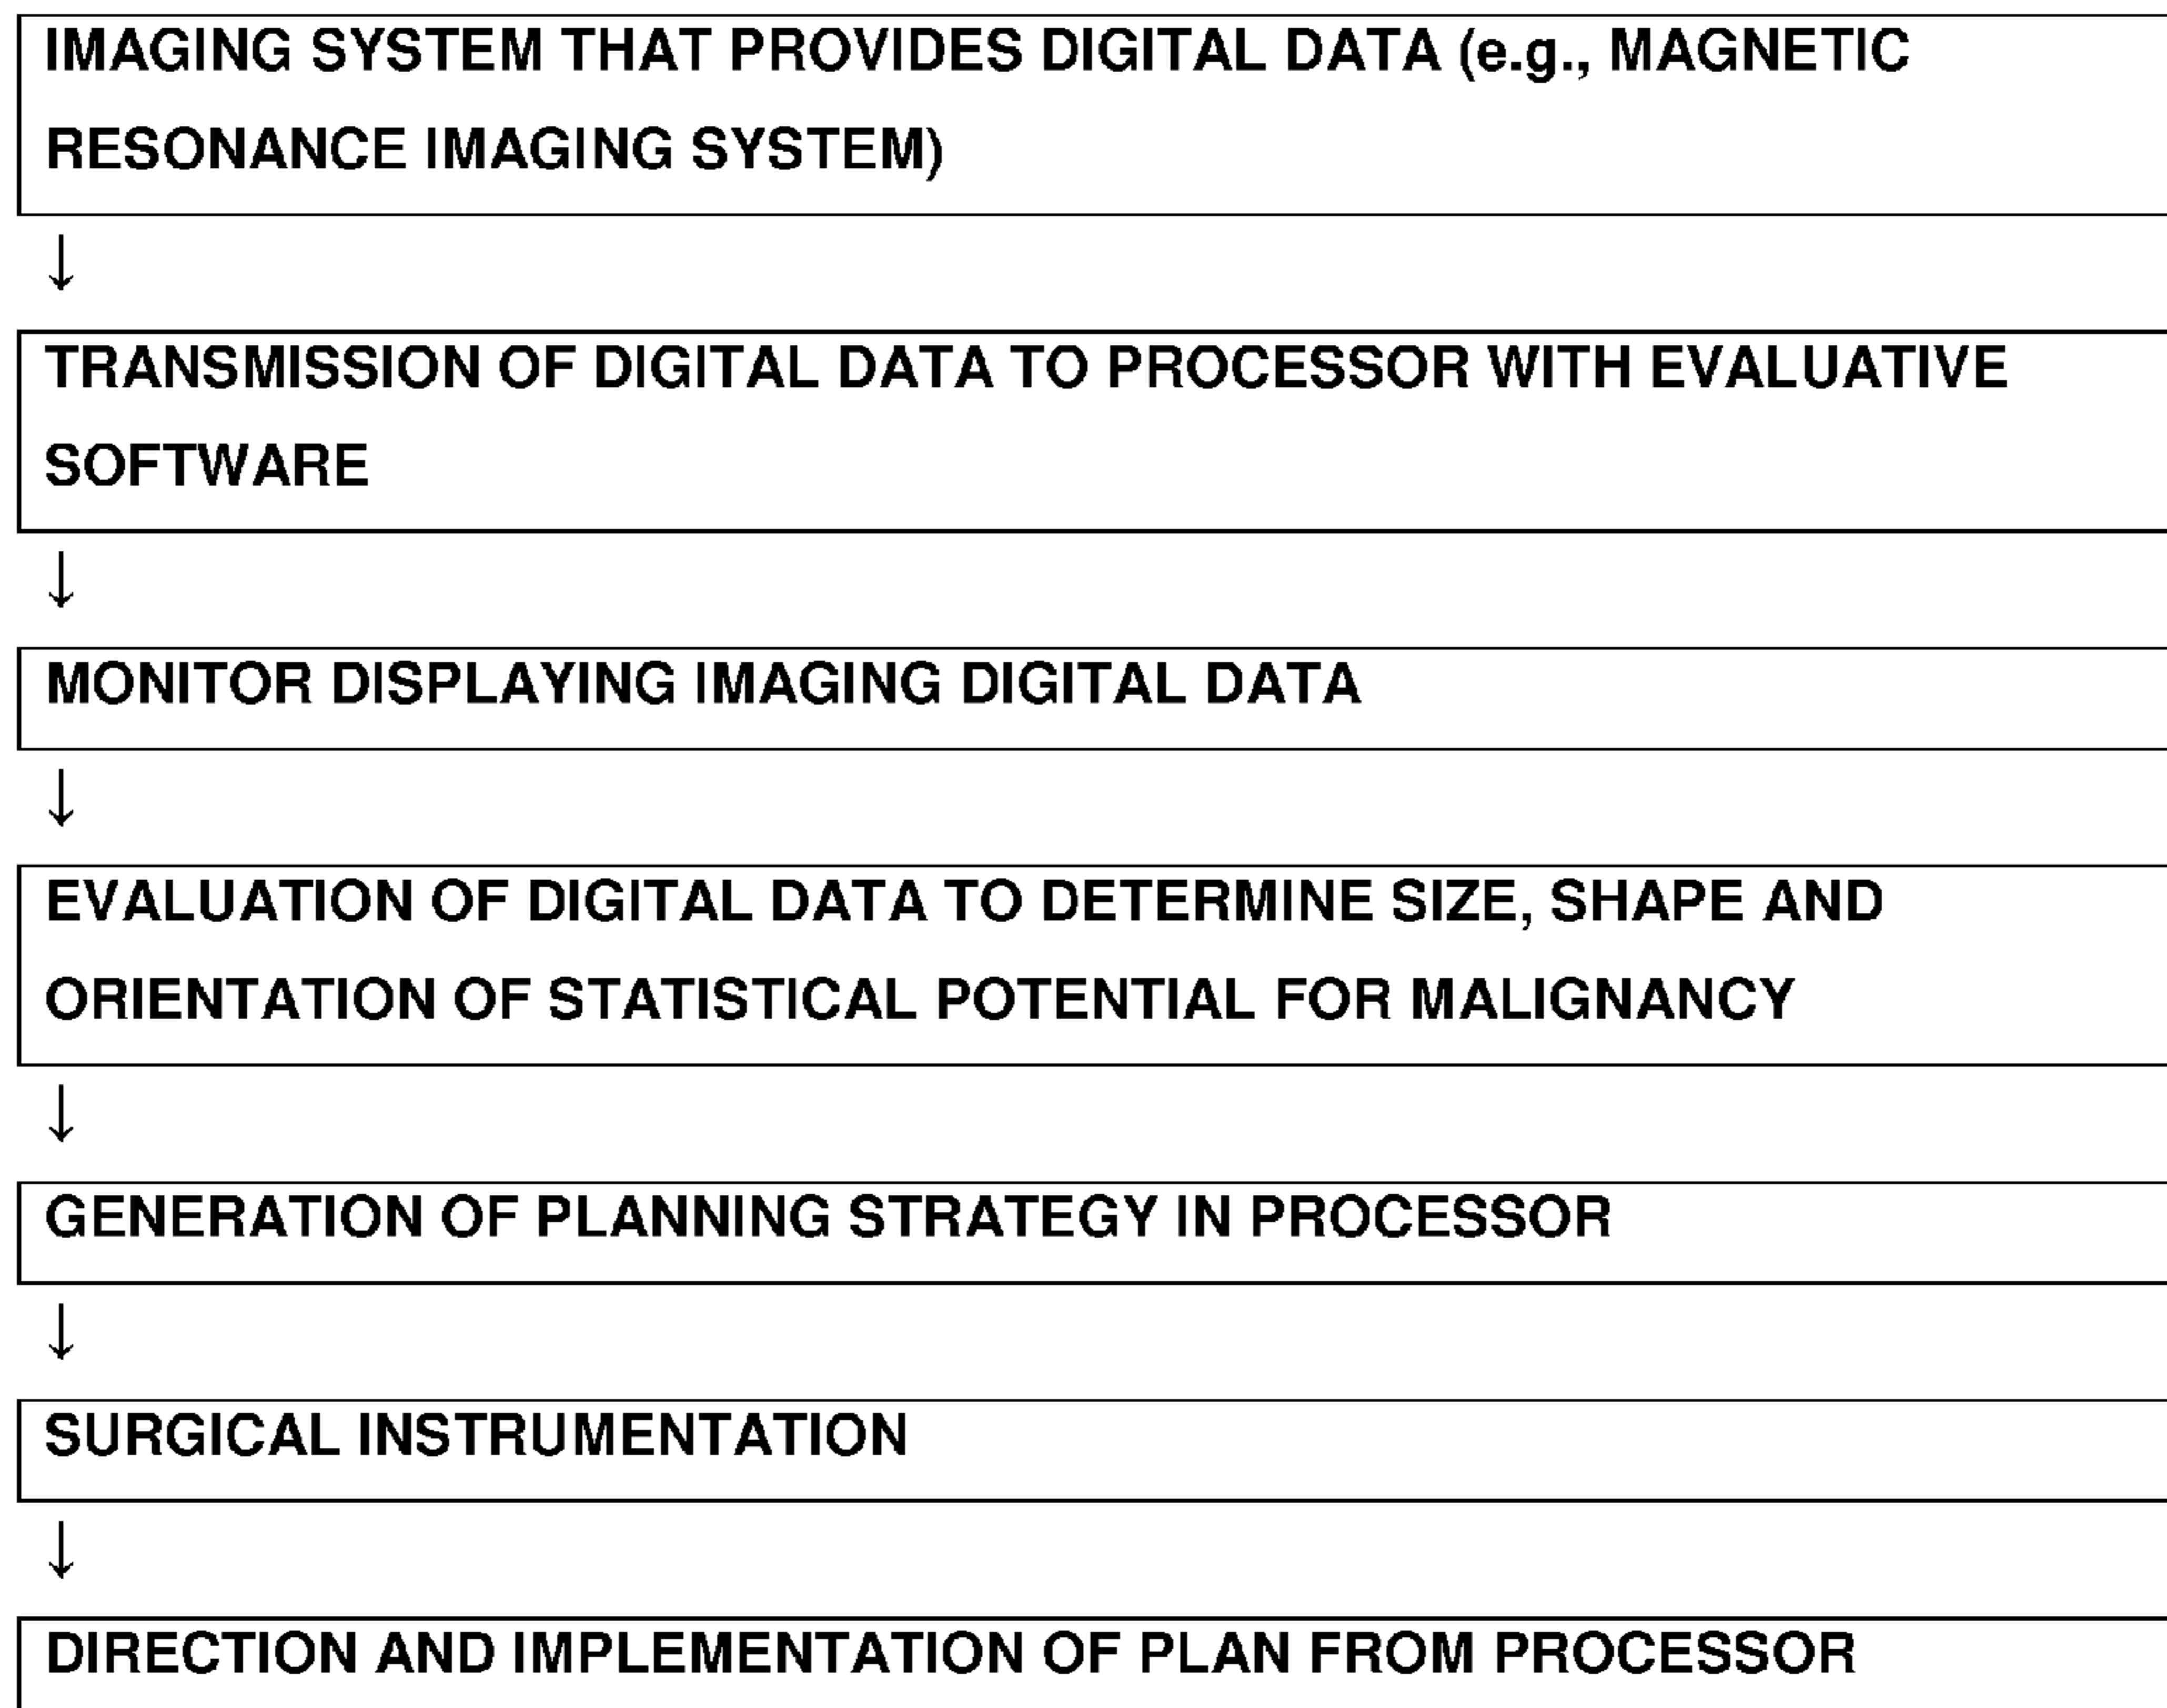 IMAGING SYSTEM THAT PROVIDES DIGITAL DATA (e.g., MAGNETIC
RESONANCE IMAGING SYSTEM)
↓
TRANSMISSION OF DIGITAL DATA TO PROCESSOR WITH EVALUATIVE
SOFTWARE
↓
MONITOR DISPLAYING IMAGING DIGITAL DATA
↓
EVALUATION OF DIGITAL DATA TO DETERMINE SIZE, SHAPE AND
ORIENTATION OF STATISTICAL POTENTIAL FOR MALIGNANCY
↓
GENERATION OF PLANNING STRATEGY IN PROCESSOR
↓
SURGICAL INSTRUMENTATION
↓
DIRECTION AND IMPLEMENTATION OF PLAN FROM PROCESSOR